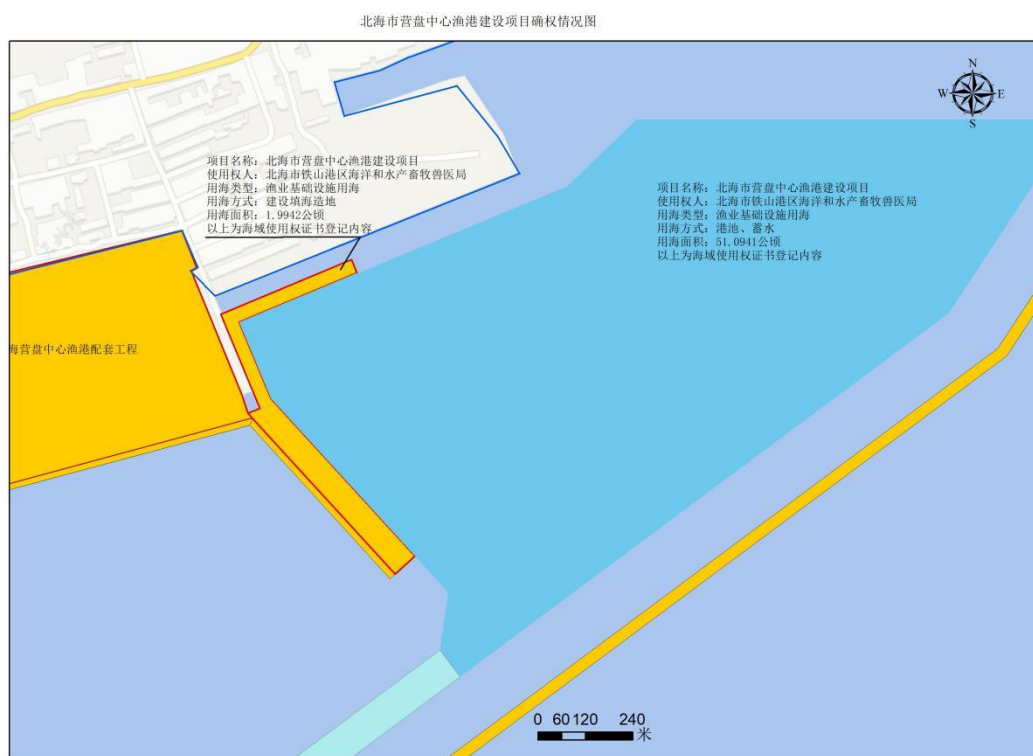 北海市营盘中心渔港建设项目确权情况图
N
W E
S
项目名称：北海市营盘中心渔港建设项目
使用权人：北海市铁山港区海洋和水产畜牧兽医局
用海类型：渔业基础设施用海
用海方式：建设填海造地
用海面积：1.9942公顷
以上为海域使用权证书登记内容
项目名称：北海市营盘中心渔港建设项目
使用权人：北海市铁山港区海洋和水产畜牧兽医局
用海类型：渔业基础设施用海
用海方式：港池、蓄水
用海面积：51.0941公顷
以上为海域使用权证书登记内容
海营盘中心渔港配套工程
0 60 120 240
米